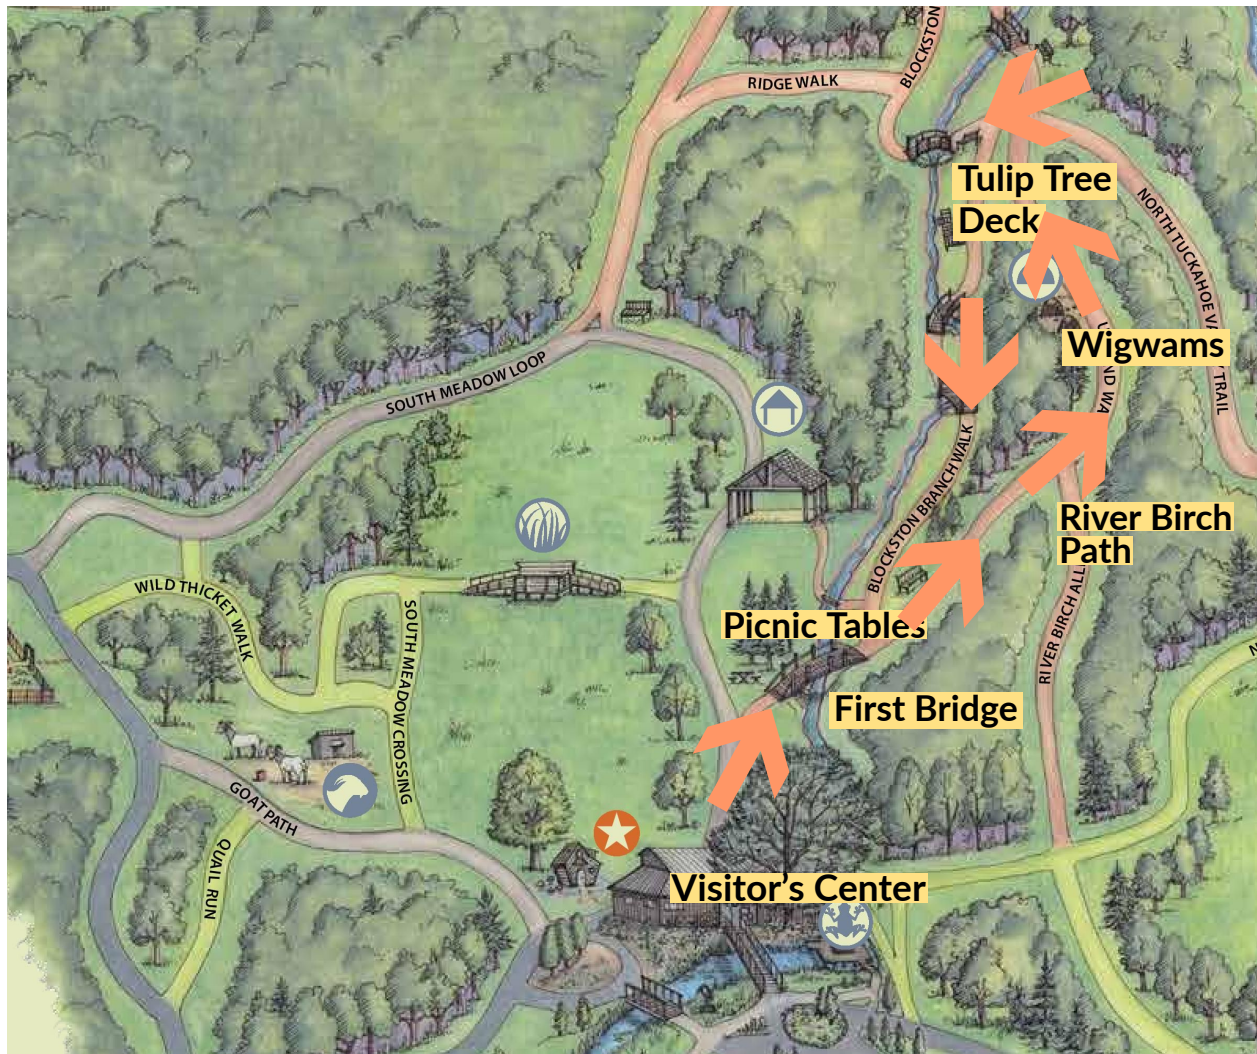 BLOCKSTON
RIDGE WALK
Tulip Tree
Deck
NORTH TUCKAHOE VA
Y TRAIL
Wigwams
SOUTH MEADOW LOOP
BLOCKSTON BRANCH WALK
River Birch
Path
WILD THICKET WALK
SOUTH MEADOW CROSSING
Picnic Tables
RIVER BIRCH ALL
First Bridge
GOAT PATH
QUAIL RUN
Visitor's Center